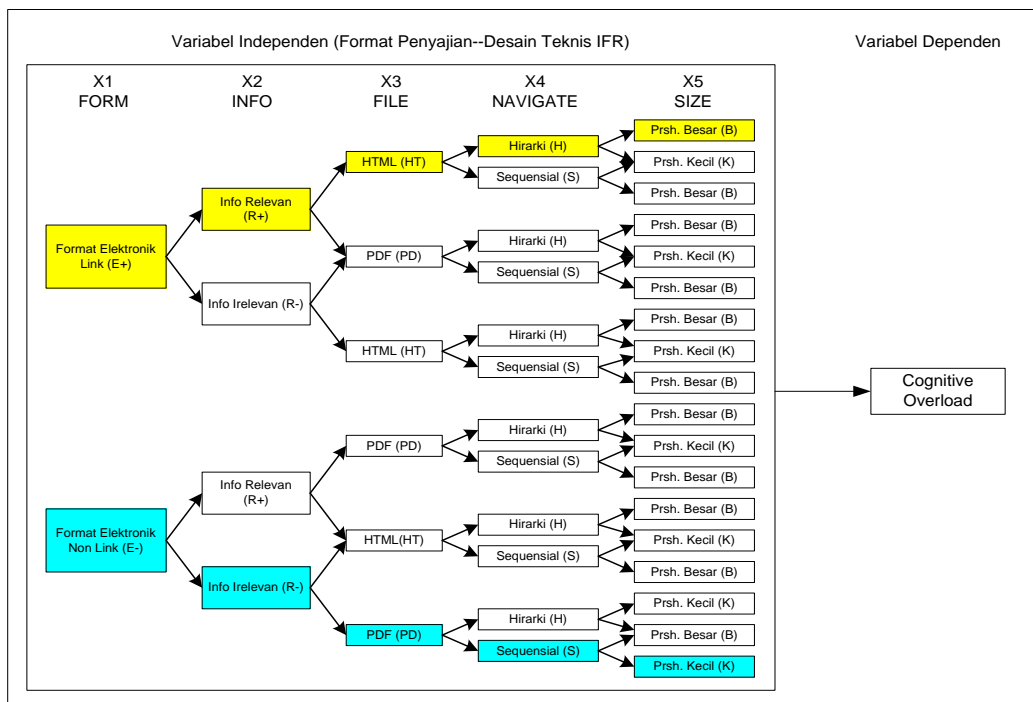 Variabel Independen (Format Penyajian--Desain Teknis IFR)
Variabel Dependen
X1
FORM
X2
INFO
X3
FILE
X4
NAVIGATE
X5
SIZE
Format Elektronik
Link (E+)
Info Relevan
(R+)
Info Irelevan (R-)
HTML (HT)
PDF (PD)
HTML (HT)
Hirarki (H)
Sequensial (S)
Hirarki (H)
Sequensial (S)
Hirarki (H)
Sequensial (S)
Prsh. Besar (B)
Prsh. Kecil (K)
Prsh. Besar (B)
Prsh. Besar (B)
Prsh. Kecil (K)
Prsh. Besar (B)
Prsh. Besar (B)
Prsh. Kecil (K)
Prsh. Besar (B)
Format Elektronik
Non Link (E-)
Info Relevan
(R+)
Info Irelevan (R-)
PDF (PD)
HTML(HT)
PDF (PD)
Hirarki (H)
Sequensial (S)
Hirarki (H)
Sequensial (S)
Hirarki (H)
Sequensial (S)
Prsh. Besar (B)
Prsh. Kecil (K)
Prsh. Besar (B)
Prsh. Besar (B)
Prsh. Kecil (K)
Prsh. Besar (B)
Prsh. Kecil (K)
Prsh. Besar (B)
Prsh. Kecil (K)
Cognitive
Overload